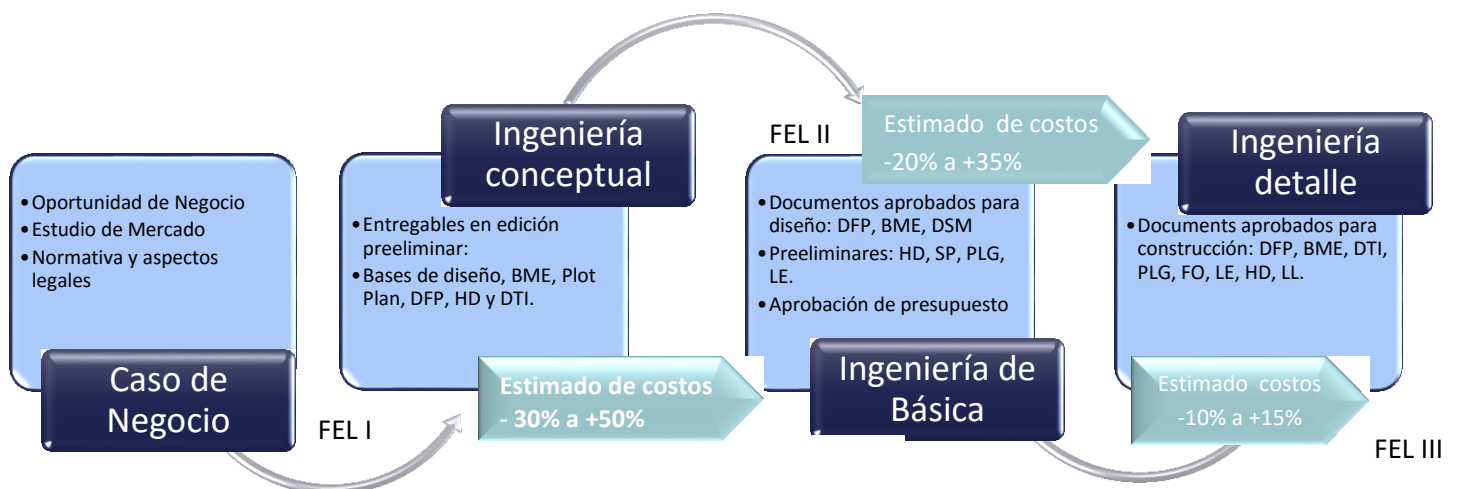 • Oportunidad de Negocio
• Estudio de Mercado
• Normativa y aspectos
legales
Caso de
Negocio
FEL I
Ingeniería
conceptual
• Entregables en edición
preeliminar:
• Bases de diseño, BME, Plot
Plan, DFP, HD y DTI.
Estimado de costos
- 30% a +50%
FEL II
Estimado de costos
-20% a +35%
• Documentos aprobados para
diseño: DFP, BME, DSM
• Preeliminares: HD, SP, PLG,
LE.
• Aprobación de presupuesto
Ingeniería de
Básica
Ingeniería
detalle
• Documents aprobados para
construcción: DFP, BME, DTI,
PLG, FO, LE, HD, LL.
Estimado costos
-10% a +15%
FEL III